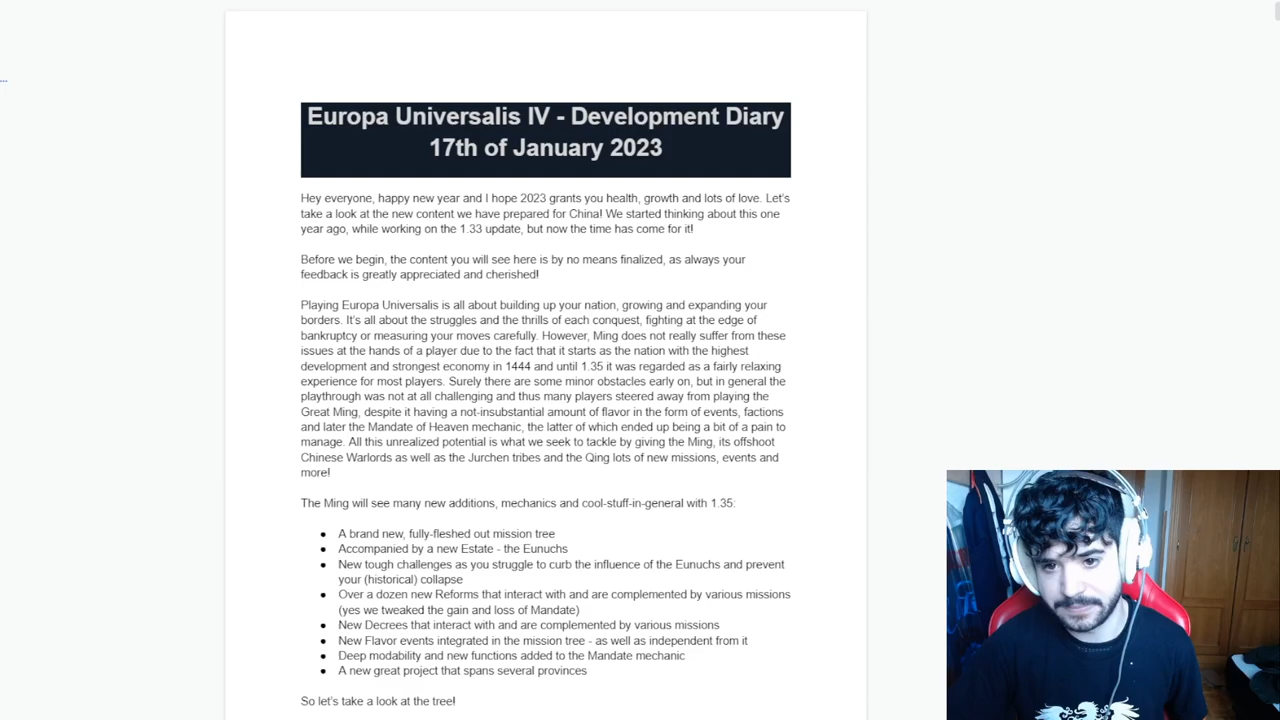 Europa Universalis IV - Development Diary
17th of January 2023
Hey everyone, happy new year and I hope 2023 grants you health, growth and lots of love. Let's
take a look at the new content we have prepared for China! We started thinking about this one
year ago, while working on the 1.33 update, but now the time has come for it!
Before we begin, the content you will see here is by no means finalized, as always your
feedback is greatly appreciated and cherished!
Playing Europa Universalis is all about building up your nation, growing and expanding your
borders. It's all about the struggles and the thrills of each conquest, fighting at the edge of
bankruptcy or measuring your moves carefully. However, Ming does not really suffer from these
issues at the hands of a player due to the fact that it starts as the nation with the highest
development and strongest economy in 1444 and until 1.35 it was regarded as a fairly relaxing
experience for most players. Surely there are some minor obstacles early on, but in general the
playthrough was not at all challenging and thus many players steered away from playing the
Great Ming, despite it having a not-insubstantial amount of flavor in the form of events, factions
and later the Mandate of Heaven mechanic, the latter of which ended up being a bit of a pain to
manage. All this unrealized potential is what we seek to tackle by giving the Ming, its offshoot
Chinese Warlords as well as the Jurchen tribes and the Qing lots of new missions, events and
more!
The Ming will see many new additions, mechanics and cool-stuff-in-general with 1.35:
● A brand new, fully-fleshed out mission tree
● Accompanied by a new Estate - the Eunuchs
● New tough challenges as you struggle to curb the influence of the Eunuchs and prevent
your (historical) collapse
● Over a dozen new Reforms that interact with and are complemented by various missions
(yes we tweaked the gain and loss of Mandate)
● New Decrees that interact with and are complemented by various missions
● New Flavor events integrated in the mission tree - as well as independent from it
● Deep modability and new functions added to the Mandate mechanic
● A new great project that spans several provinces
So let's take a look at the tree!